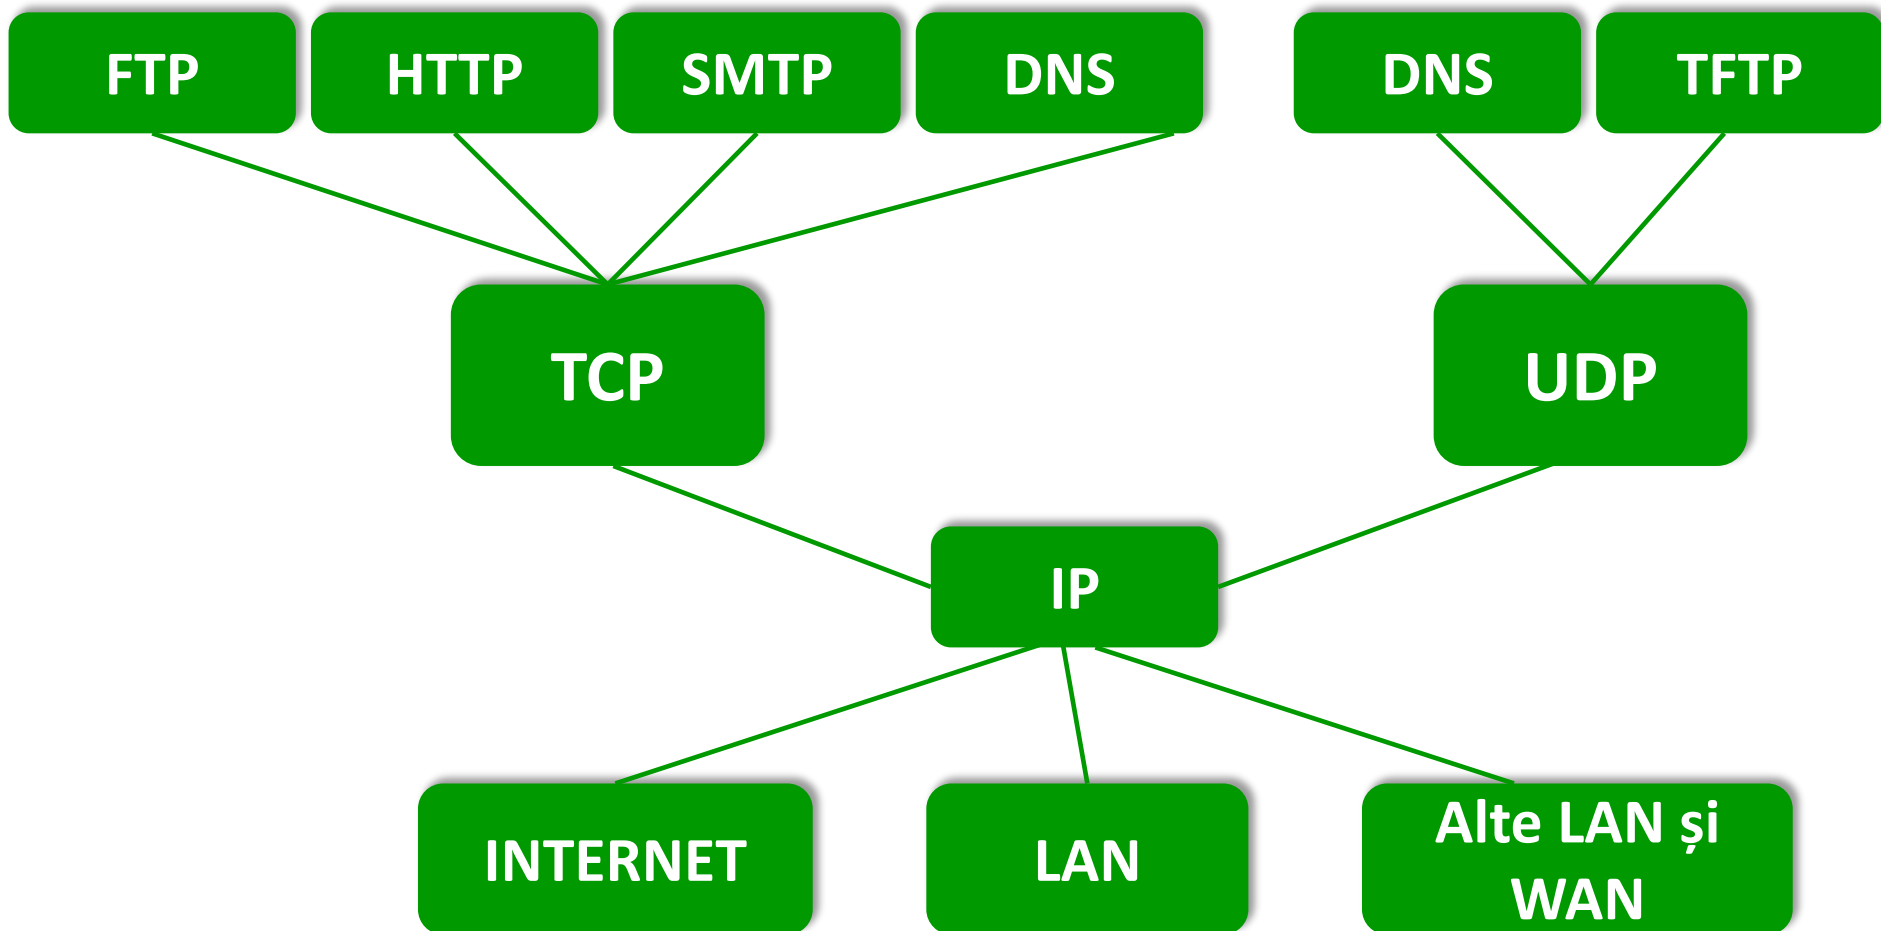 FTP
HTTP
SMTP
DNS
DNS
TFTP
TCP
UDP
IP
INTERNET
LAN
Alte LAN și
WAN